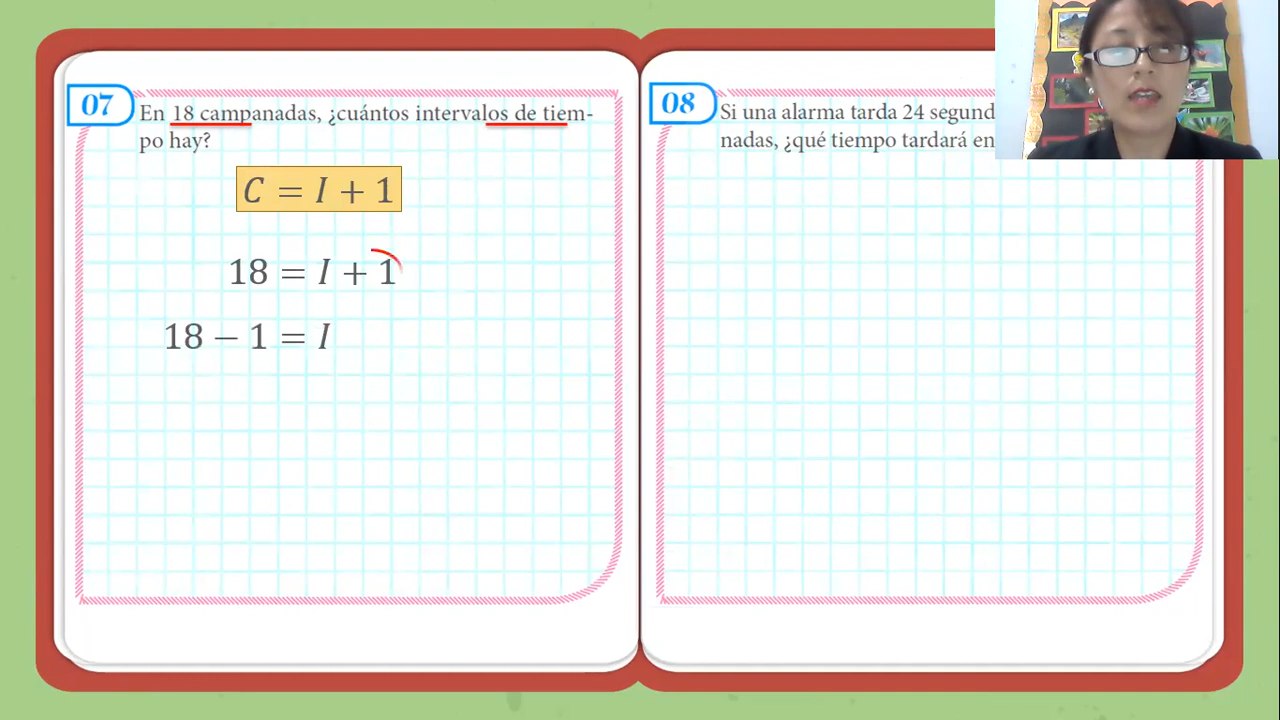 07
En 18 campanadas, ¿cuántos intervalos de tiem-
po hay?
C = I + 1
18 = I + 1
18 − 1 = I
08
Si una alarma tarda 24 segund
nadas, ¿qué tiempo tardará en